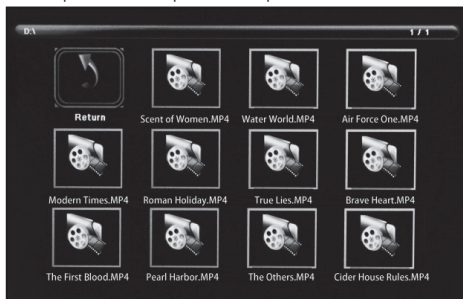 D:\ 1 / 1
Return Scent of Women.MP4 Water World.MP4 Air Force One.MP4
Modern Times.MP4 Roman Holiday.MP4 True Lies.MP4 Brave Heart.MP4
The First Blood.MP4 Pearl Harbor.MP4 The Others.MP4 Cider House Rules.MP4